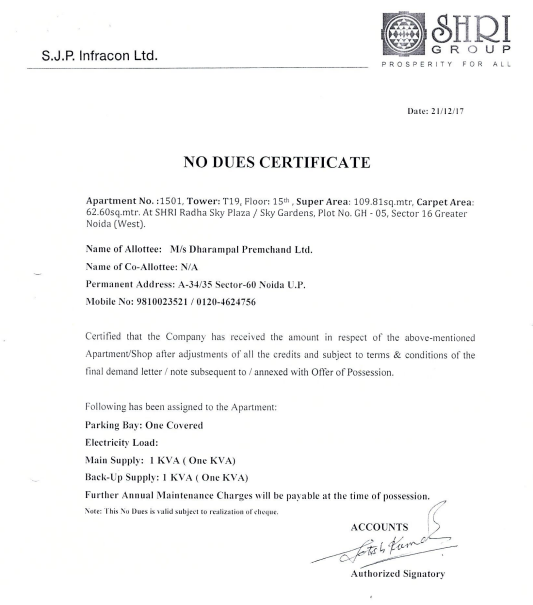 S.J.P. Infracon Ltd.
SHRI
GROUP
PROSPERITY FOR ALL
Date: 21/12/17
NO DUES CERTIFICATE
Apartment No. :1501, Tower: T19, Floor: 15th , Super Area: 109.81sq.mtr, Carpet Area:
62.60sq.mtr. At SHRI Radha Sky Plaza / Sky Gardens, Plot No. GH - 05, Sector 16 Greater
Noida (West).
Name of Allottee: M/s Dharampal Premchand Ltd.
Name of Co-Allottee: N/A
Permanent Address: A-34/35 Sector-60 Noida U.P.
Mobile No: 9810023521 / 0120-4624756
Certified that the Company has received the amount in respect of the above-mentioned
Apartment/Shop after adjustments of all the credits and subject to terms & conditions of the
final demand letter / note subsequent to / annexed with Offer of Possession.
Following has been assigned to the Apartment:
Parking Bay: One Covered
Electricity Load:
Main Supply: 1 KVA ( One KVA)
Back-Up Supply: 1 KVA ( One KVA)
Further Annual Maintenance Charges will be payable at the time of possession.
Note: This No Dues is valid subject to realization of cheque.
ACCOUNTS
Authorized Signatory